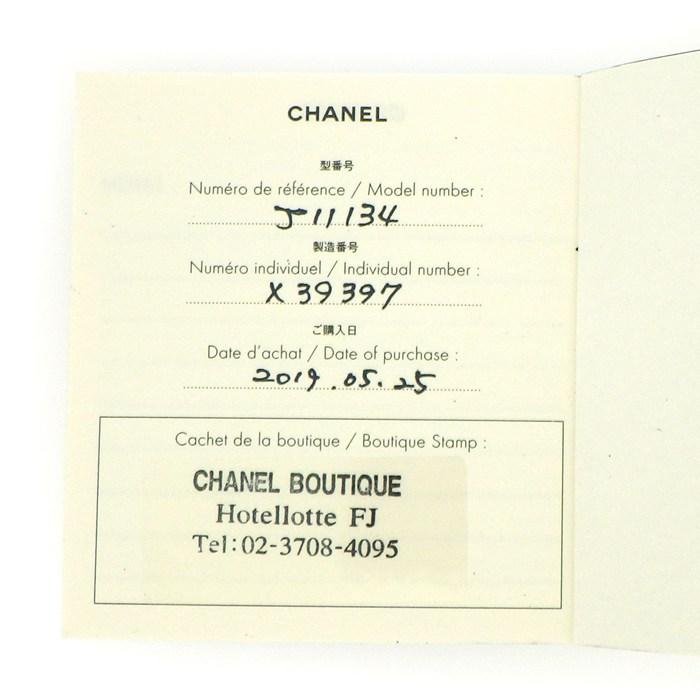 CHANEL
型番号
Numéro de référence / Model number :
J11134
製造番号
Numéro individuel / Individual number :
X39397
ご購入日
Date d'achat / Date of purchase :
2019.05.25
Cachet de la boutique / Boutique Stamp :
CHANEL BOUTIQUE
Hotellotte FJ
Tel:02-3708-4095